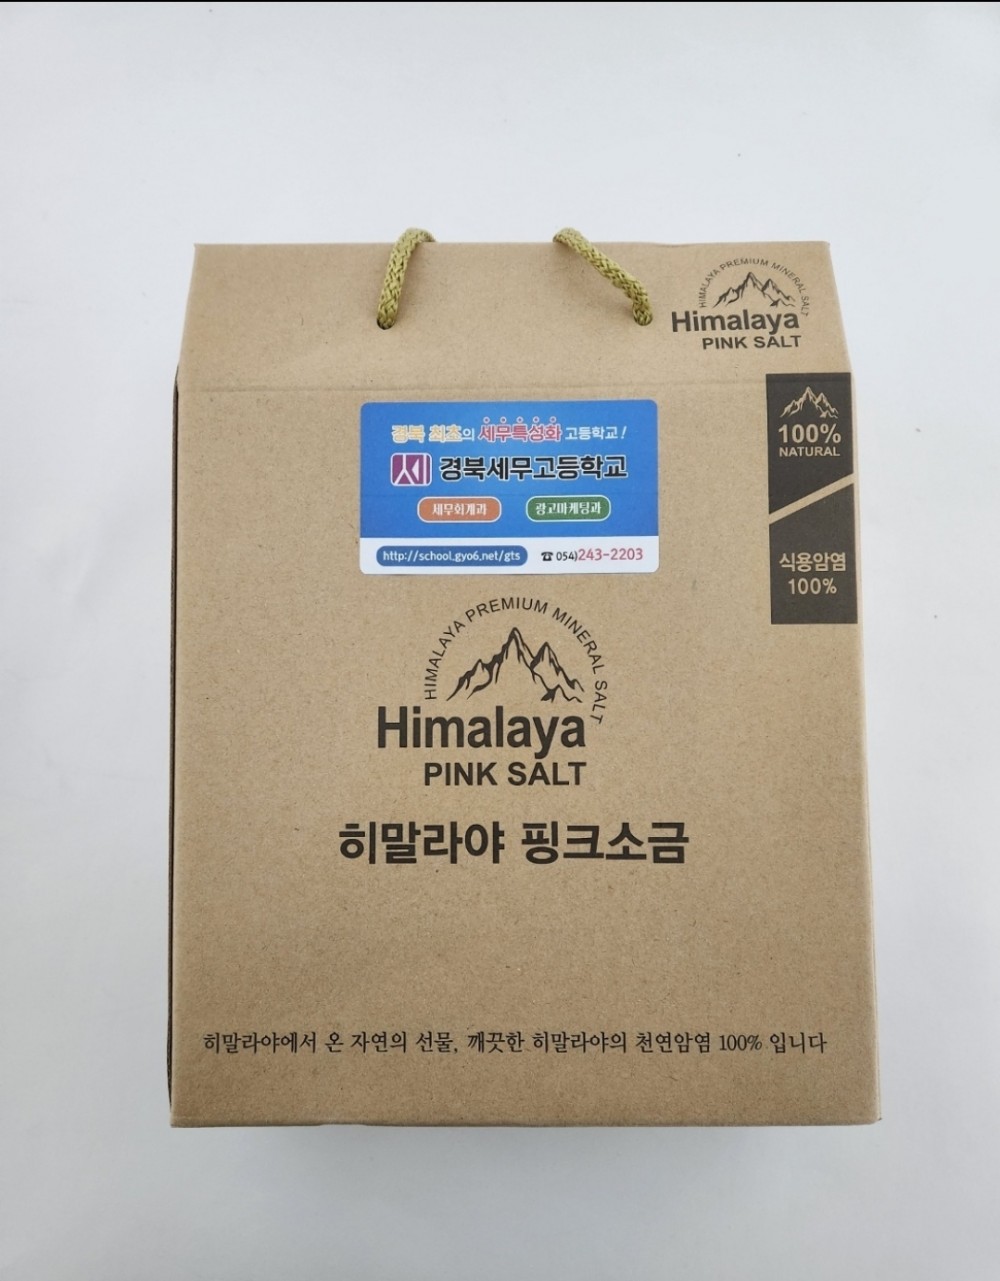 HIMALAYA PREMIUM MINERAL SALT
Himalaya
PINK SALT
100%
NATURAL
식용암염
100%
경북 최초의 세무특성화 고등학교!
세 경북세무고등학교
세무회계과 광고마케팅과
http://school.gyo6.net/gts ☎ 054)243-2203
HIMALAYA PREMIUM MINERAL SALT
Himalaya
PINK SALT
히말라야 핑크소금
히말라야에서 온 자연의 선물, 깨끗한 히말라야의 천연암염 100% 입니다